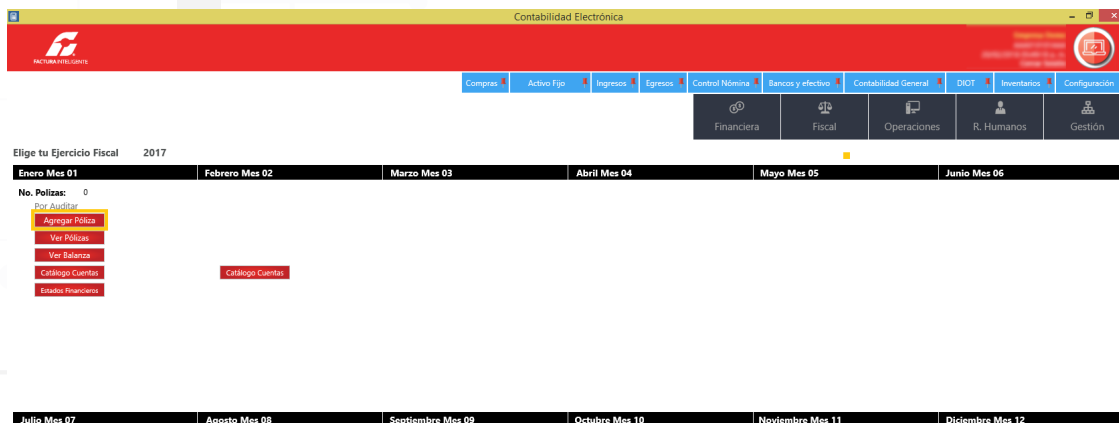 Contabilidad Electrónica
FACTURA INTELIGENTE
Compras Activo Fijo Ingresos Egresos Control Nómina Bancos y efectivo Contabilidad General DIOT Inventarios Configuración
Financiera Fiscal Operaciones R. Humanos Gestión
Elige tu Ejercicio Fiscal 2017
Enero Mes 01 Febrero Mes 02 Marzo Mes 03 Abril Mes 04 Mayo Mes 05 Junio Mes 06
No. Polizas: 0
Por Auditar
Agregar Póliza
Ver Pólizas
Ver Balanza
Catálogo Cuentas Catálogo Cuentas
Estados Financieros
Julio Mes 07 Agosto Mes 08 Septiembre Mes 09 Octubre Mes 10 Noviembre Mes 11 Diciembre Mes 12